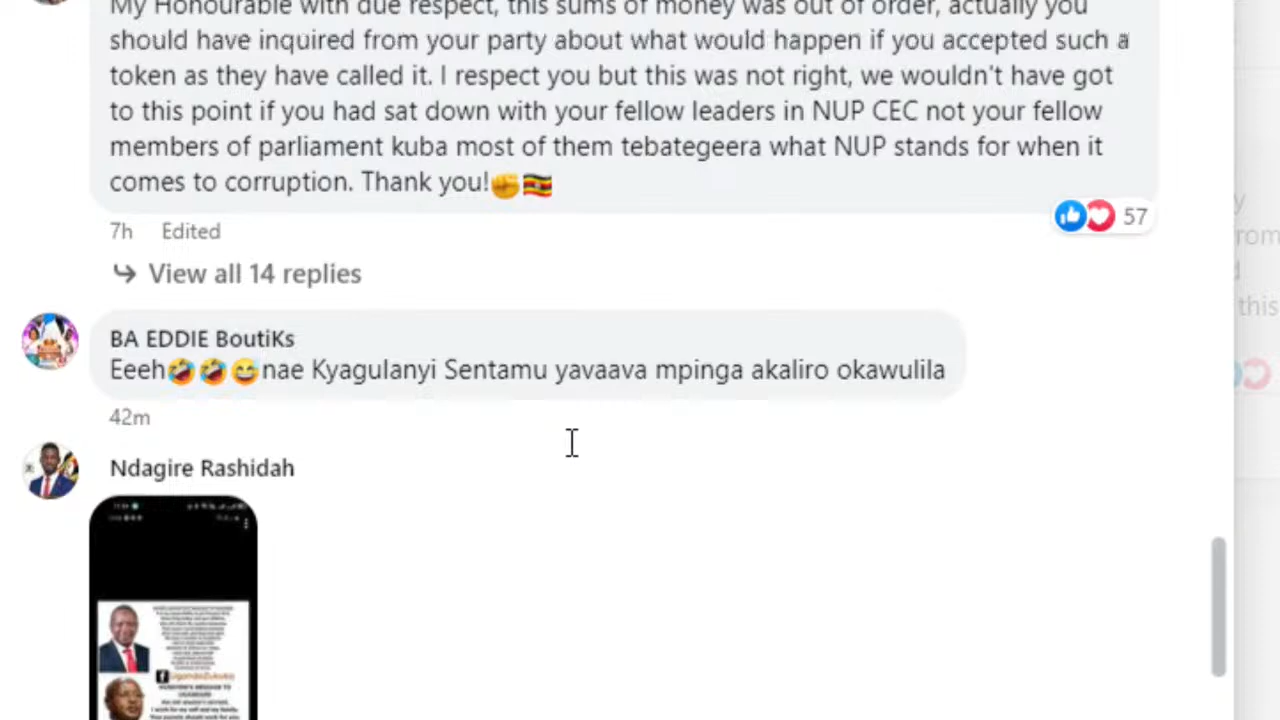 My Honourable with due respect, this sums of money was out of order, actually you
should have inquired from your party about what would happen if you accepted such a
token as they have called it. I respect you but this was not right, we wouldn't have got
to this point if you had sat down with your fellow leaders in NUP CEC not your fellow
members of parliament kuba most of them tebategeera what NUP stands for when it
comes to corruption. Thank you!✊🇺🇬
57
7h Edited
View all 14 replies
BA EDDIE BoutiKs
Eeeh🤣🤣😅nae Kyagulanyi Sentamu yavaava mpinga akaliro okawulila
42m
Ndagire Rashidah
this